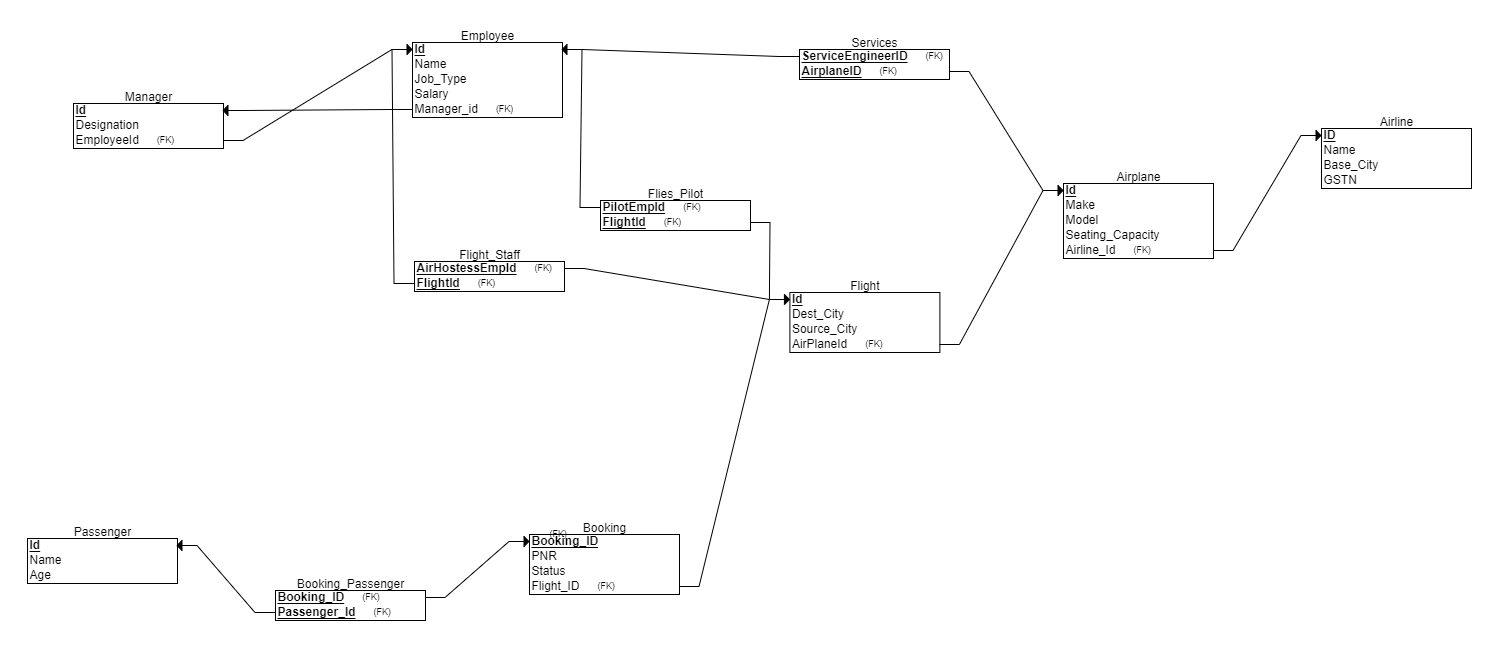 Employee
Id
Name
Job_Type
Salary
Manager_id (FK)
Services
ServiceEngineerID (FK)
AirplaneID (FK)
Manager
Id
Designation
EmployeeId (FK)
Airline
ID
Name
Base_City
GSTN
Airplane
Id
Make
Model
Seating_Capacity
Airline_Id (FK)
Flies_Pilot
PilotEmpId (FK)
FlightId (FK)
Flight_Staff
AirHostessEmpId (FK)
FlightId (FK)
Flight
Id
Dest_City
Source_City
AirPlaneId (FK)
Passenger
Id
Name
Age
Booking
(FK)
Booking_ID
PNR
Status
Flight_ID (FK)
Booking_Passenger
Booking_ID (FK)
Passenger_Id (FK)